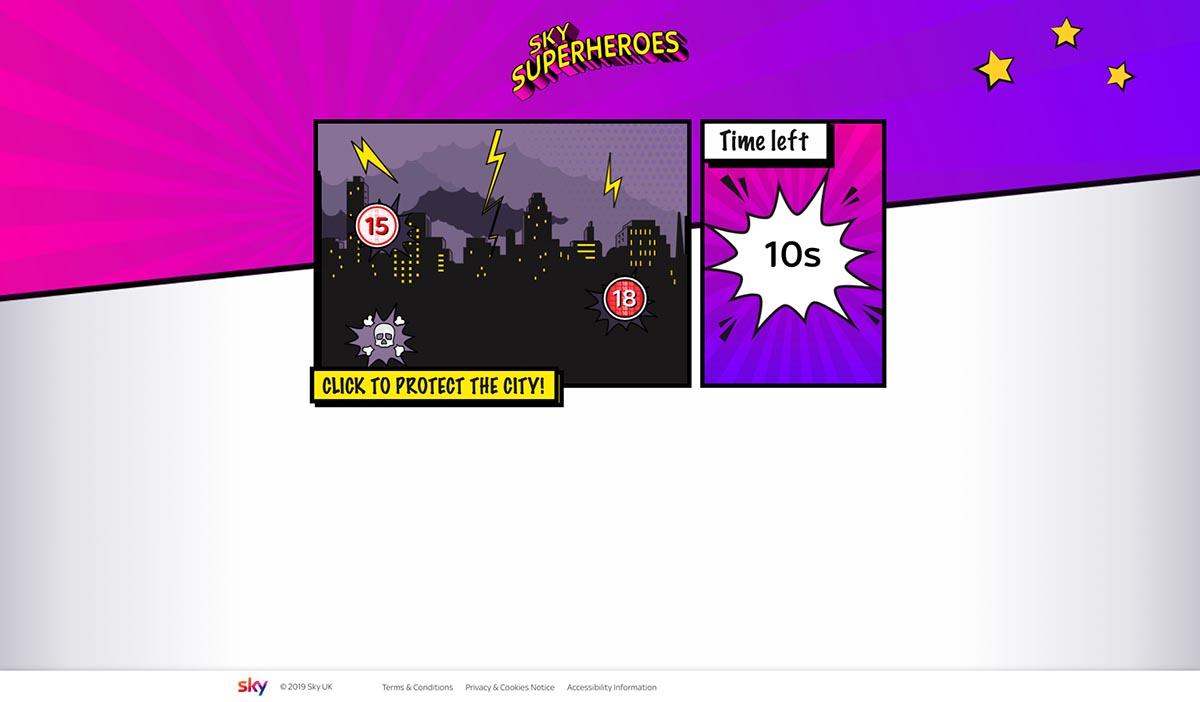 SKY
SUPERHEROES
Time left
15
10s
18
CLICK TO PROTECT THE CITY!
sky
© 2019 Sky UK
Terms & Conditions
Privacy & Cookies Notice
Accessibility Information